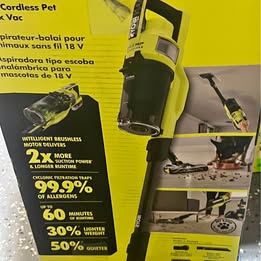 Cordless Pet
k Vac
pirateur-balai pour
nimaux sans fil 18 V
Aspiradora tipo escoba
nalámbrica para
mascotas de 18 V
RYOBI
INTELLIGENT BRUSHLESS
MOTOR DELIVERS
2X MORE
SUCTION POWER
& LONGER RUNTIME
CYCLONIC FILTRATION TRAPS
99.9%
OF ALLERGENS
UP TO
60 MINUTES
OF RUNTIME
30% LIGHTER
WEIGHT
50% QUIETER